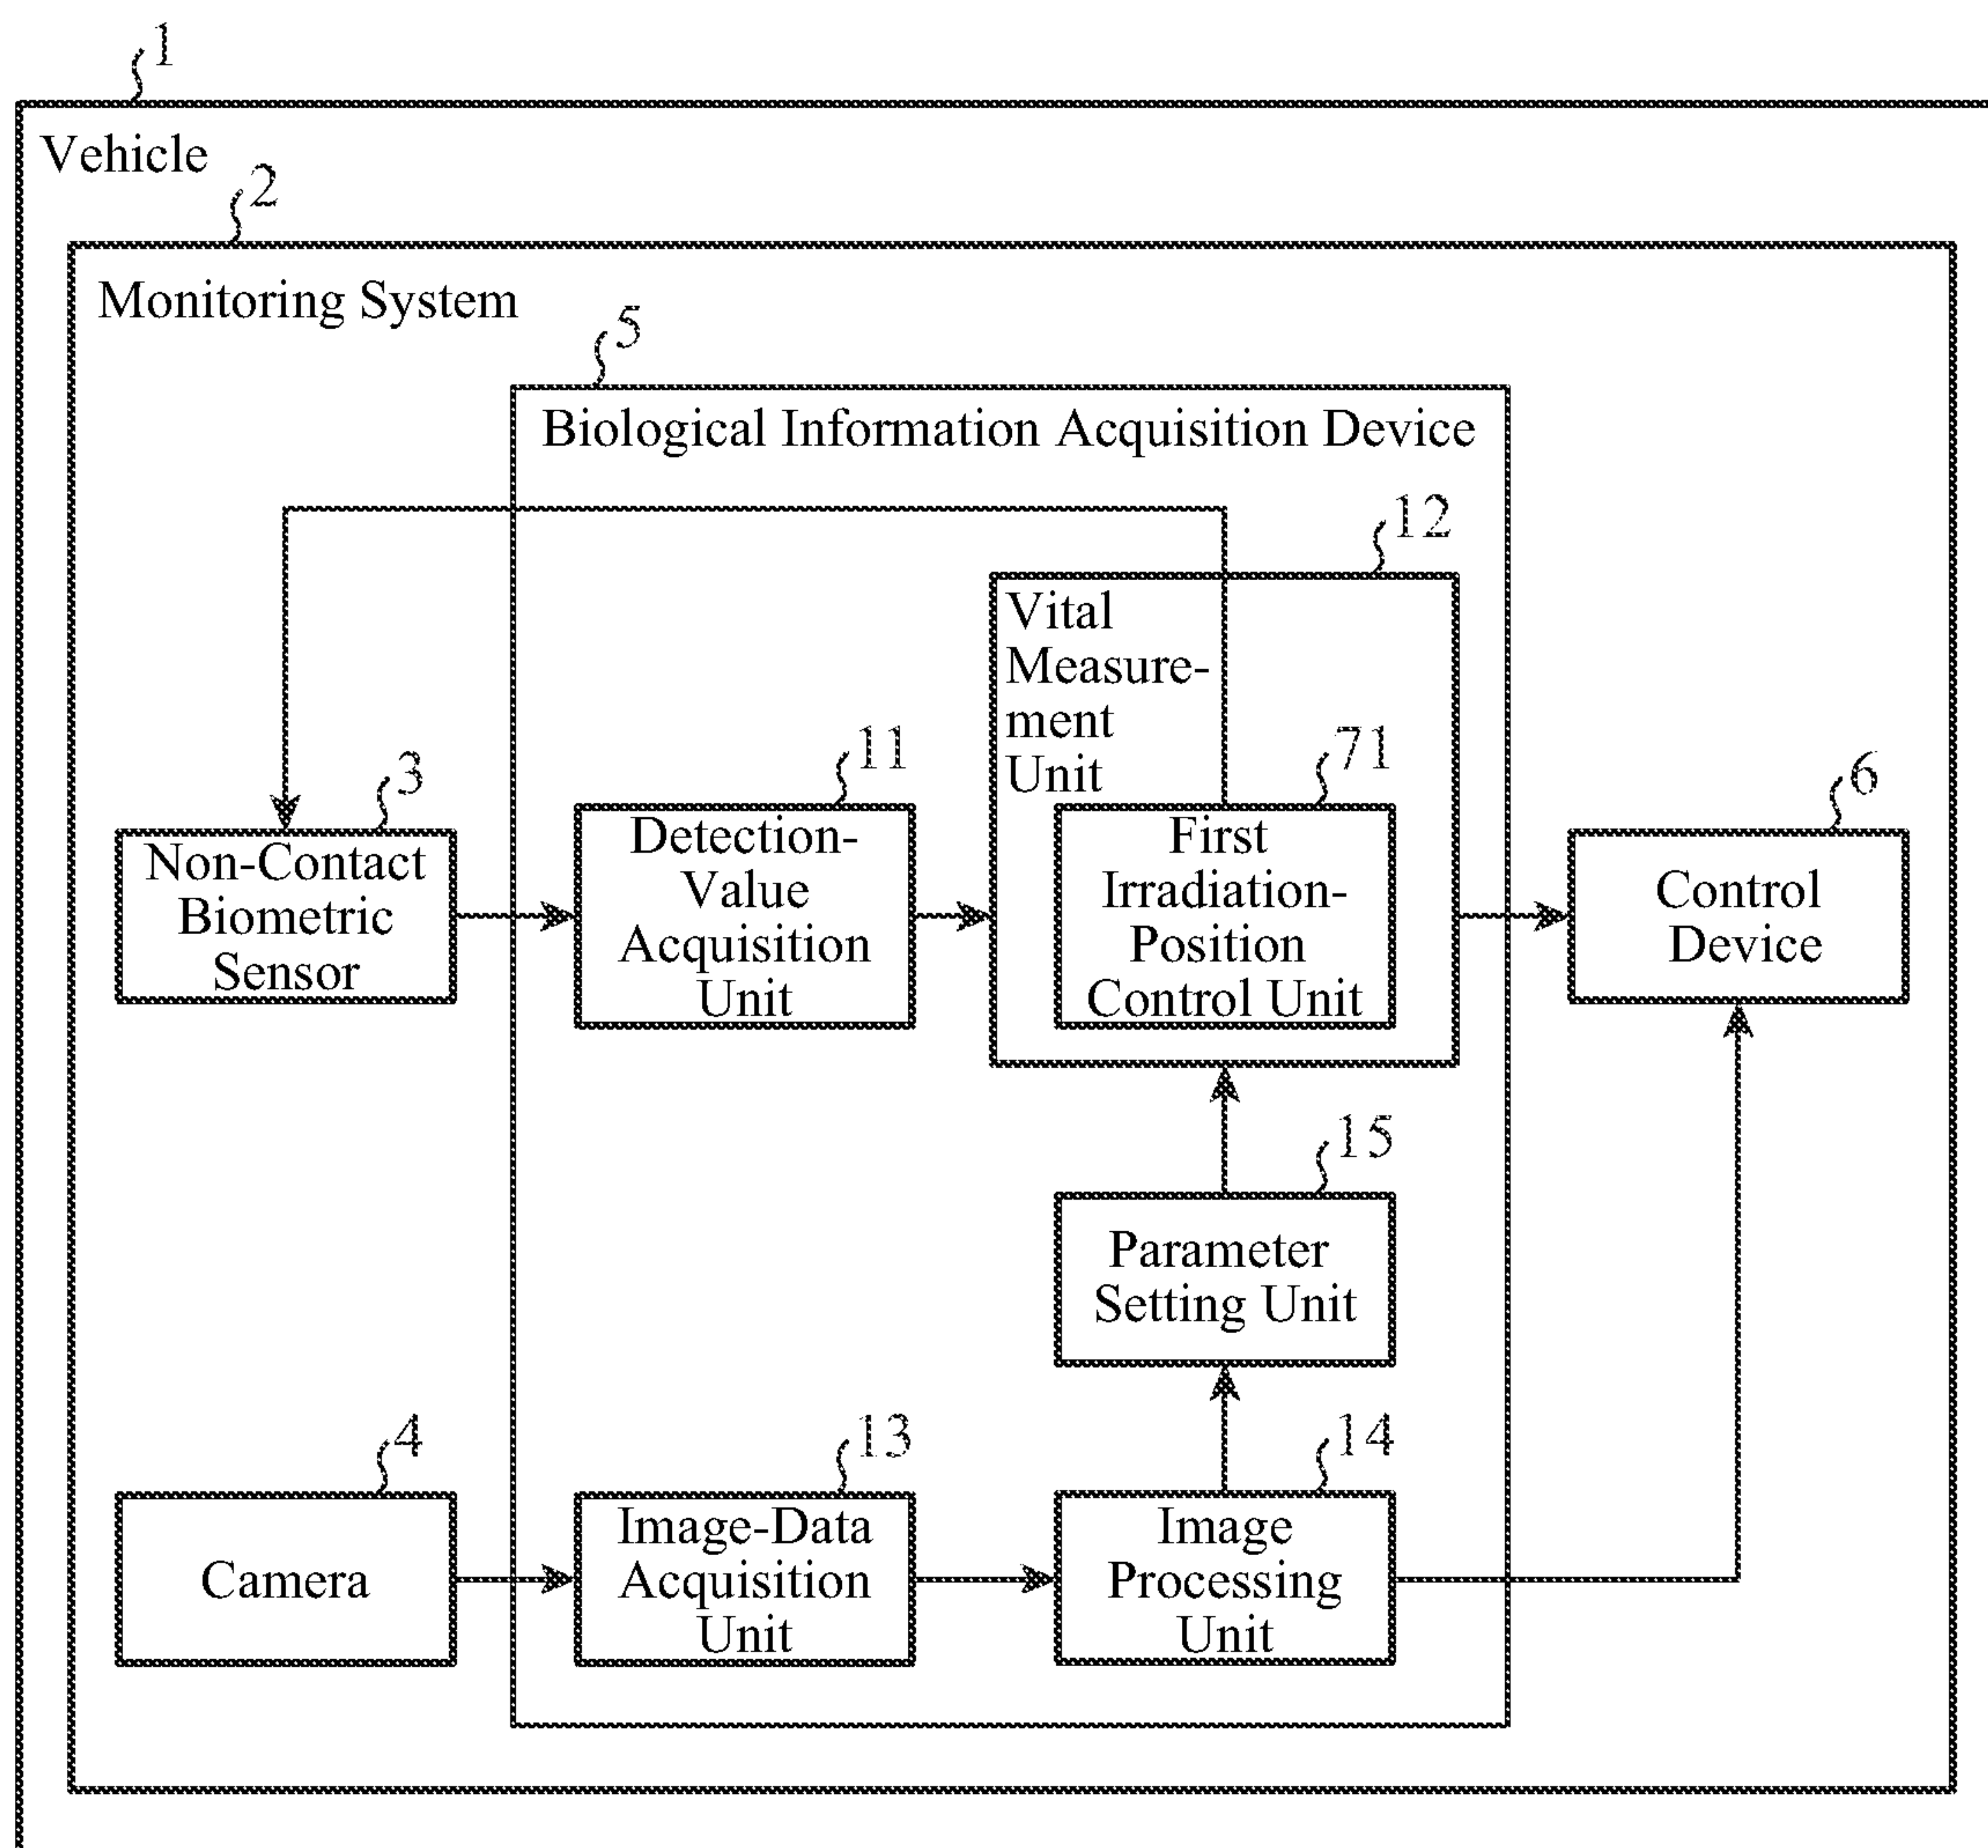 1
Vehicle
2
Monitoring System
5
Biological Information Acquisition Device
12
Vital
Measure-
ment
Unit
3
Non-Contact
Biometric
Sensor
11
Detection-
Value
Acquisition
Unit
71
First
Irradiation-
Position
Control Unit
6
Control
Device
15
Parameter
Setting Unit
4
Camera
13
Image-Data
Acquisition
Unit
14
Image
Processing
Unit